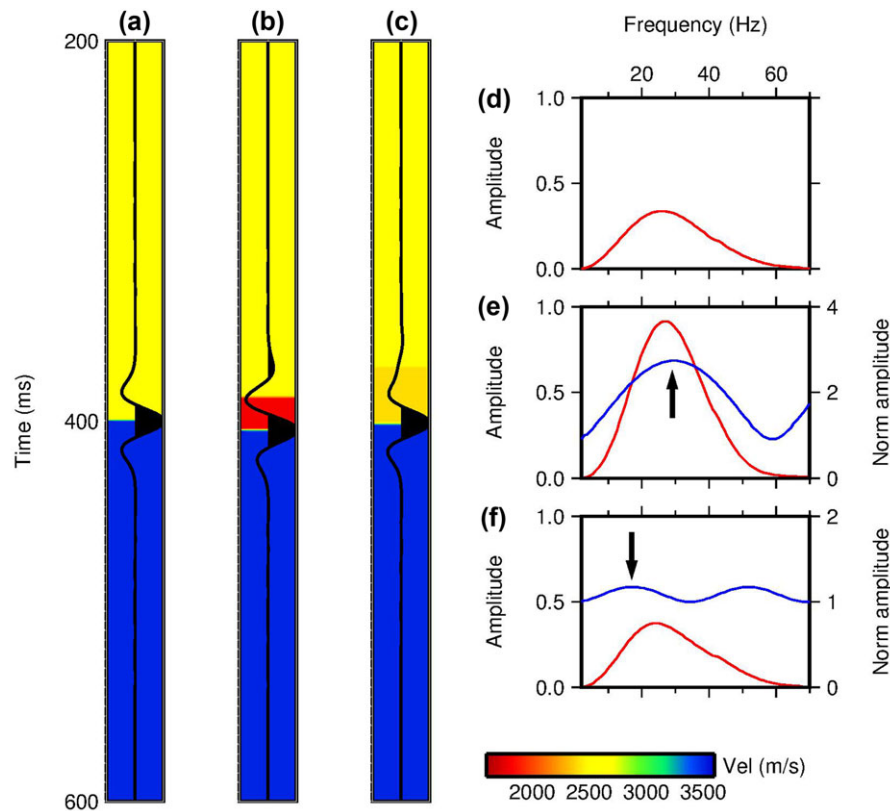 (a) (b) (c)
200
400
600
Time (ms)
Frequency (Hz)
20 40 60
(d)
1.0
0.5
0.0
Amplitude
(e)
1.0
0.5
0.0
Amplitude
4
2
0
Norm amplitude
(f)
1.0
0.5
0.0
Amplitude
2
1
0
Norm amplitude
Vel (m/s)
2000 2500 3000 3500